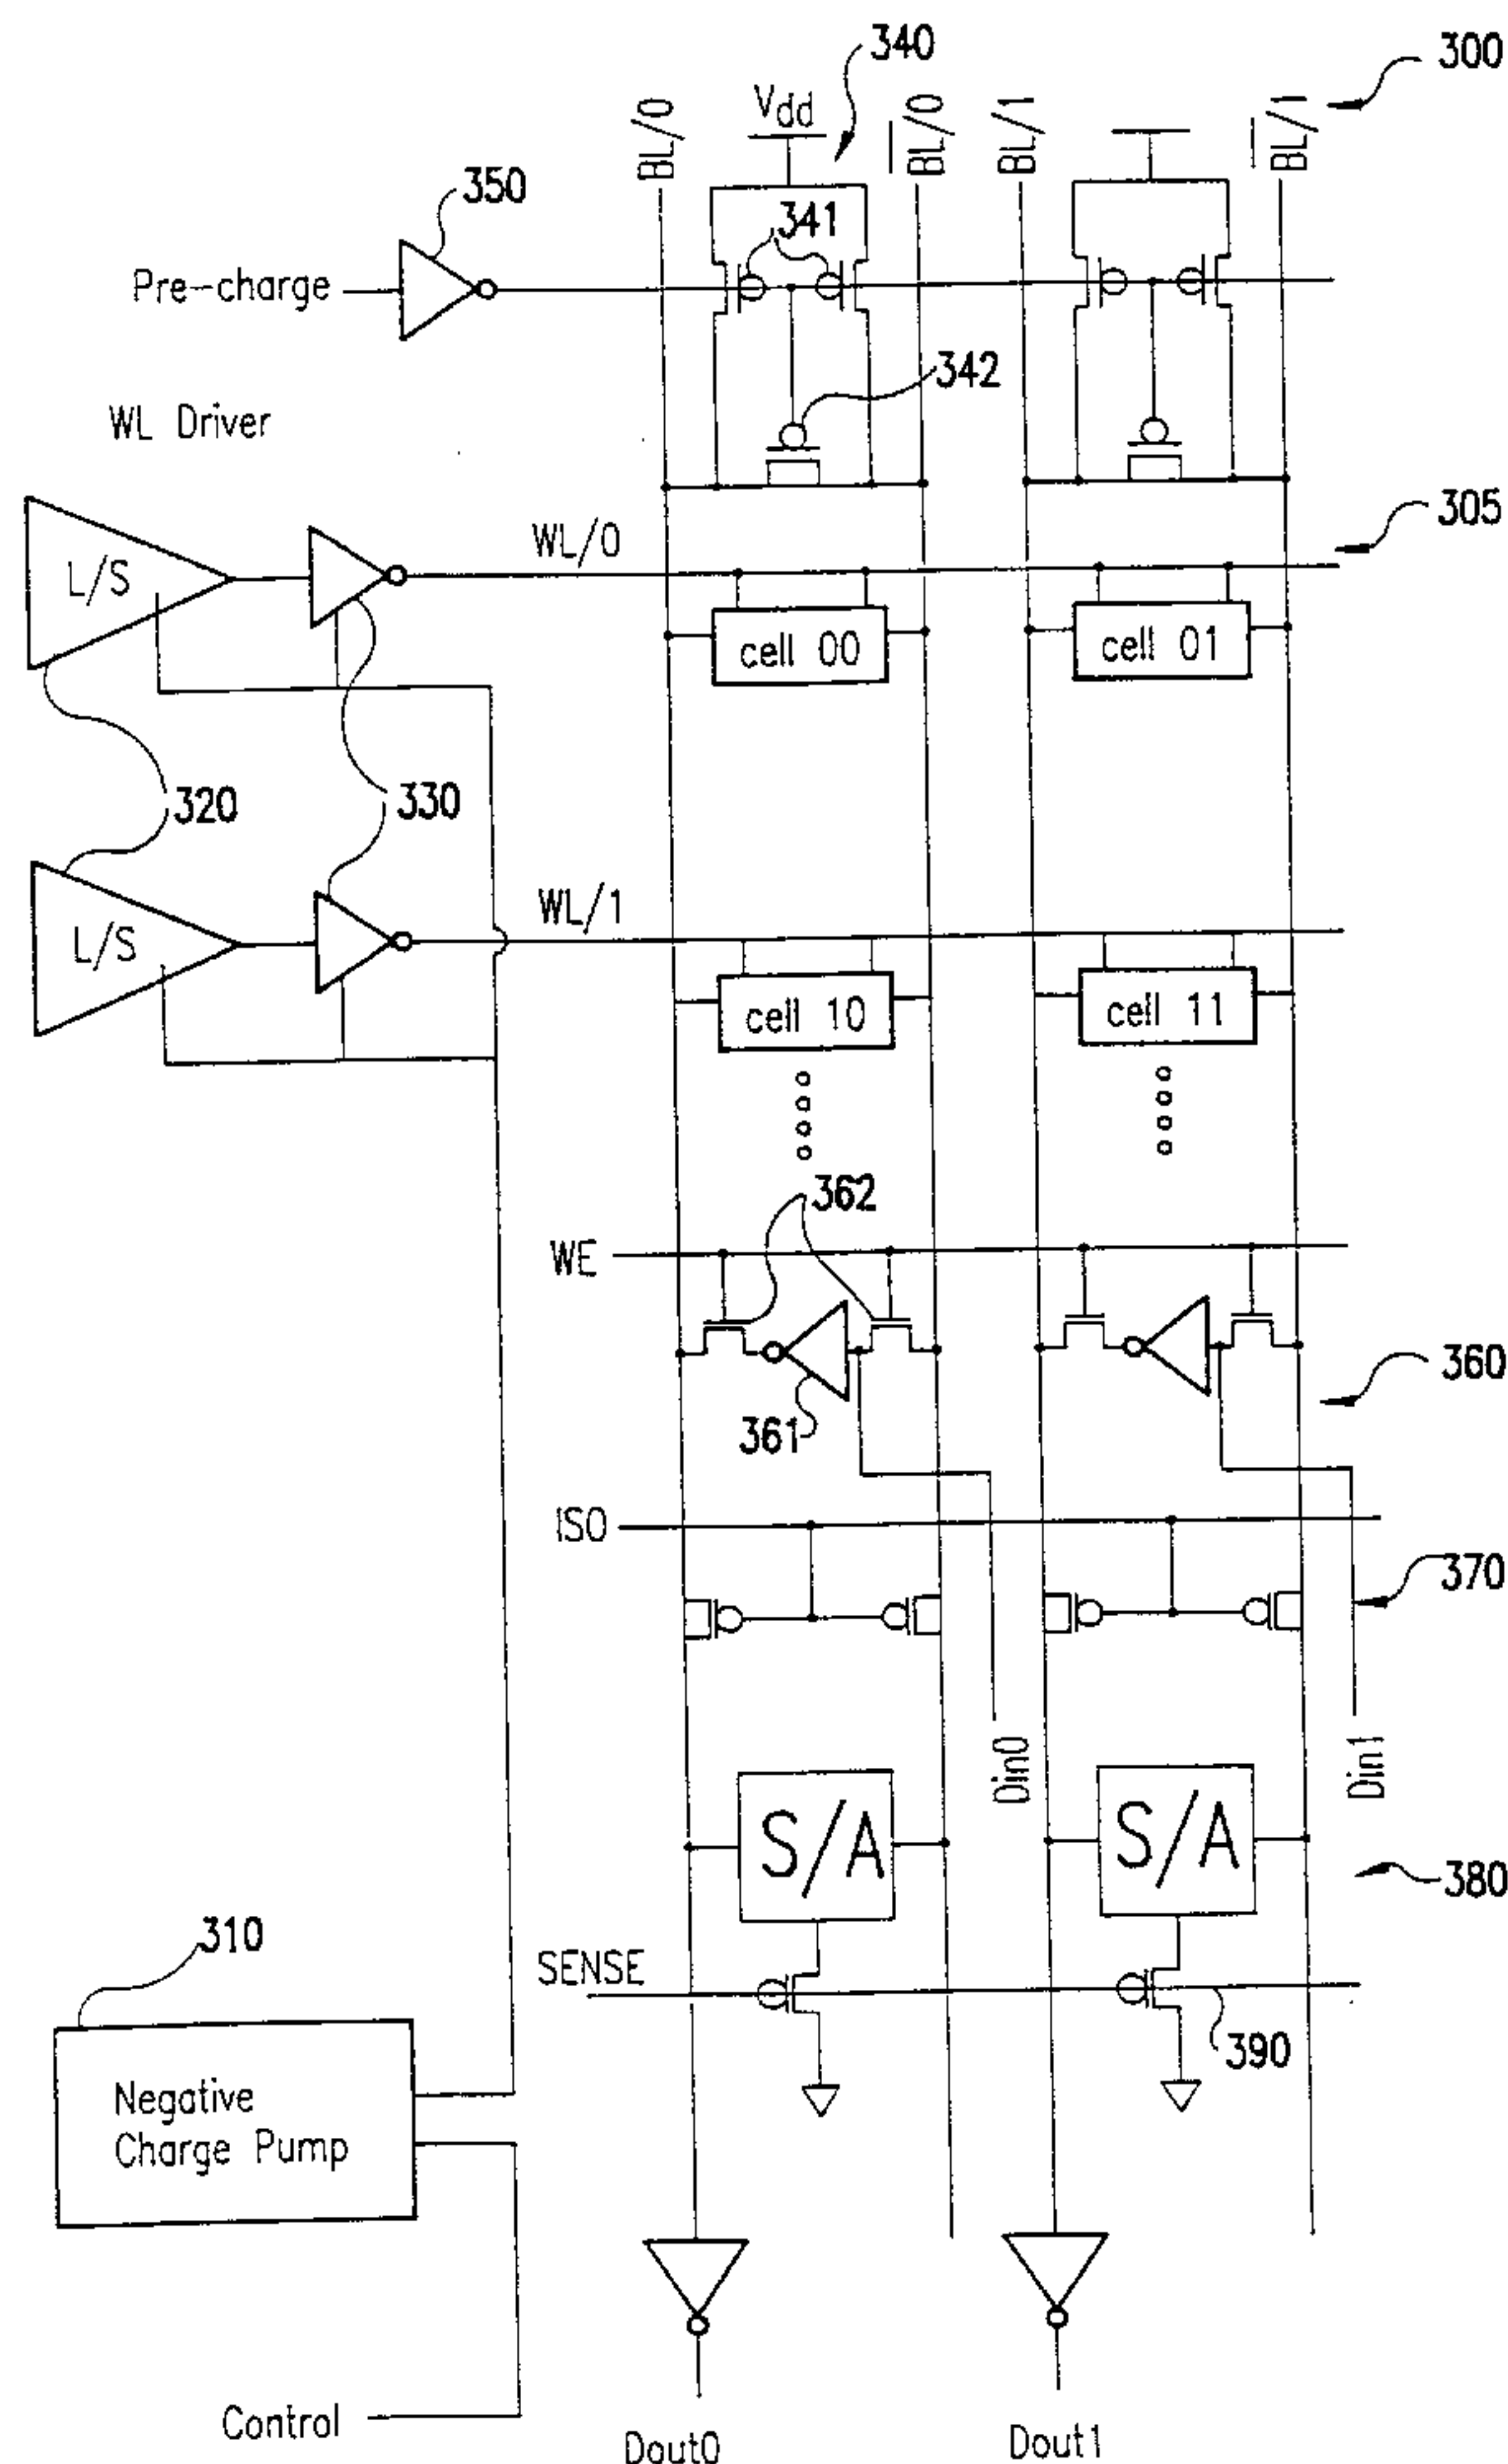 340
300
BL/0
Vdd
BL/0
BL/1
BL/1
350
341
Pre-charge
342
WL Driver
305
WL/0
L/S
cell 00
cell 01
320
330
WL/1
L/S
cell 10
cell 11
362
WE
360
361
ISO
370
Din0
Din1
S/A
S/A
380
310
SENSE
390
Negative
Charge Pump
Control
Dout0
Dout1